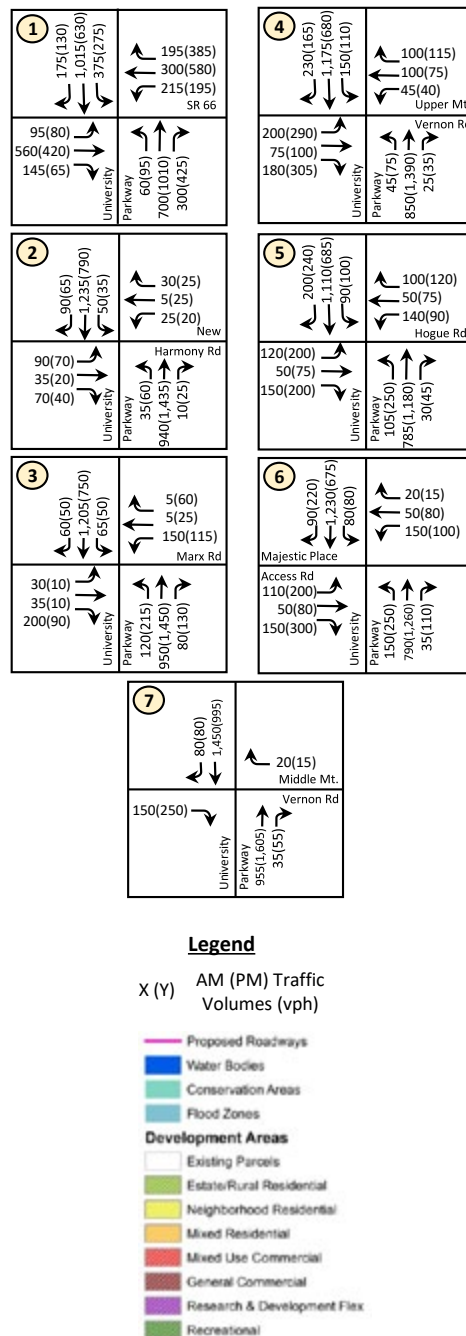 1
175(130)
1,015(630)
375(275)
195(385)
300(580)
215(195)
SR 66
95(80)
560(420)
145(65)
University
Parkway
60(95)
700(1010)
300(425)
4
230(165)
1,175(680)
150(110)
100(115)
100(75)
45(40)
Upper Mt.
Vernon Rd
200(290)
75(100)
180(305)
University
Parkway
45(75)
850(1,390)
25(35)
2
90(65)
1,235(790)
50(35)
30(25)
5(25)
25(20)
New
Harmony Rd
90(70)
35(20)
70(40)
University
Parkway
35(60)
940(1,435)
10(25)
5
200(240)
1,110(685)
90(100)
100(120)
50(75)
140(90)
Hogue Rd
120(200)
50(75)
150(200)
University
Parkway
105(250)
785(1,180)
30(45)
3
60(50)
1,205(750)
65(50)
5(60)
5(25)
150(115)
Marx Rd
30(10)
35(10)
200(90)
University
Parkway
120(215)
950(1,450)
80(130)
6
90(220)
1,230(675)
80(80)
20(15)
50(80)
150(100)
Majestic Place
Access Rd
110(200)
50(80)
150(300)
University
Parkway
150(250)
790(1,260)
35(110)
7
80(80)
1,450(995)
20(15)
Middle Mt.
Vernon Rd
150(250)
University
Parkway
955(1,605)
35(55)
Legend
X (Y) AM (PM) Traffic
Volumes (vph)
Proposed Roadways
Water Bodies
Conservation Areas
Flood Zones
Development Areas
Existing Parcels
Estate/Rural Residential
Neighborhood Residential
Mixed Residential
Mixed Use Commercial
General Commercial
Research & Development Flex
Recreational